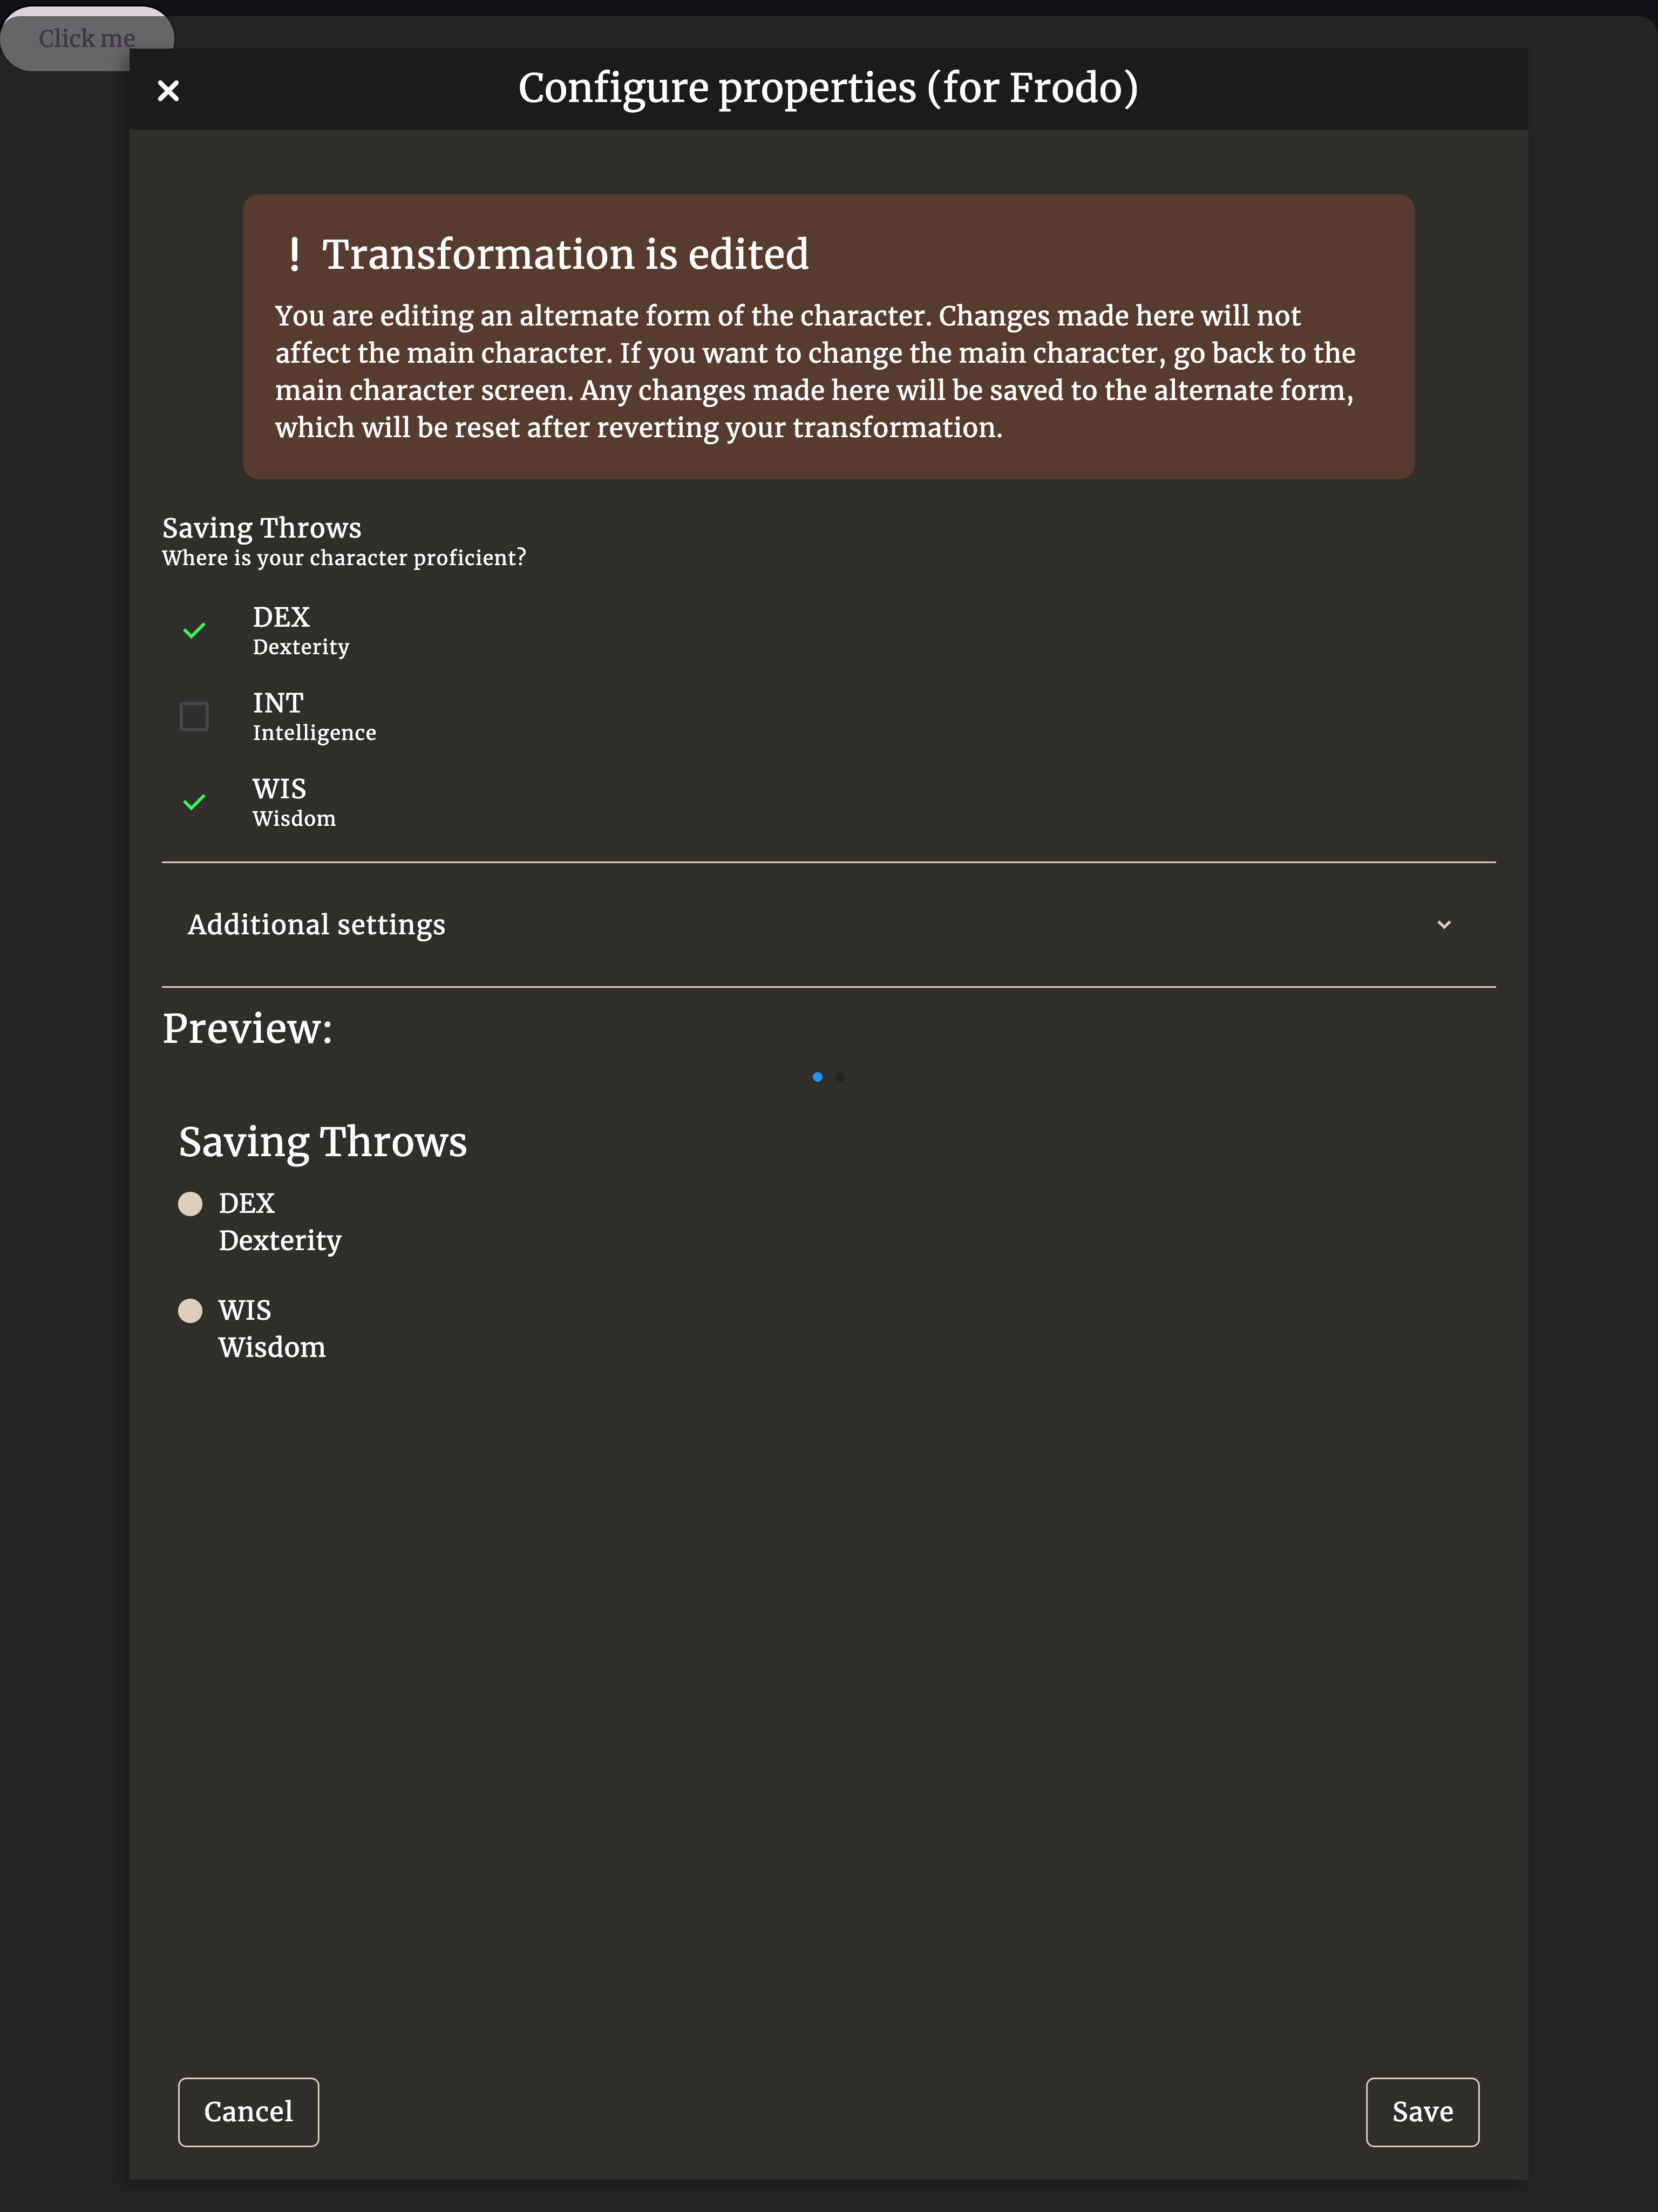 Click me
Configure properties (for Frodo)
! Transformation is edited
You are editing an alternate form of the character. Changes made here will not
affect the main character. If you want to change the main character, go back to the
main character screen. Any changes made here will be saved to the alternate form,
which will be reset after reverting your transformation.
Saving Throws
Where is your character proficient?
DEX
Dexterity
INT
Intelligence
WIS
Wisdom
Additional settings
Preview:
Saving Throws
DEX
Dexterity
WIS
Wisdom
Cancel
Save